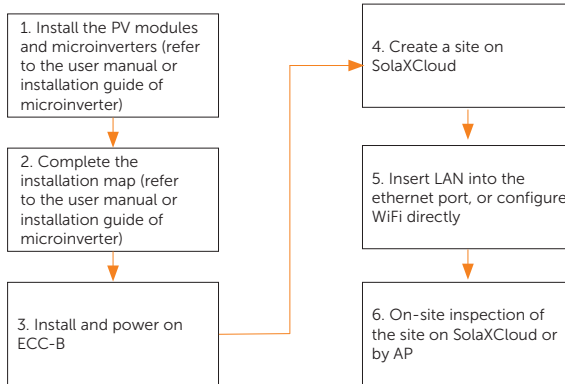 1. Install the PV modules
and microinverters (refer
to the user manual or
installation guide of
microinverter)
2. Complete the
installation map (refer
to the user manual or
installation guide of
microinverter)
3. Install and power on
ECC-B
4. Create a site on
SolaXCloud
5. Insert LAN into the
ethernet port, or configure
WiFi directly
6. On-site inspection of
the site on SolaXCloud or
by AP